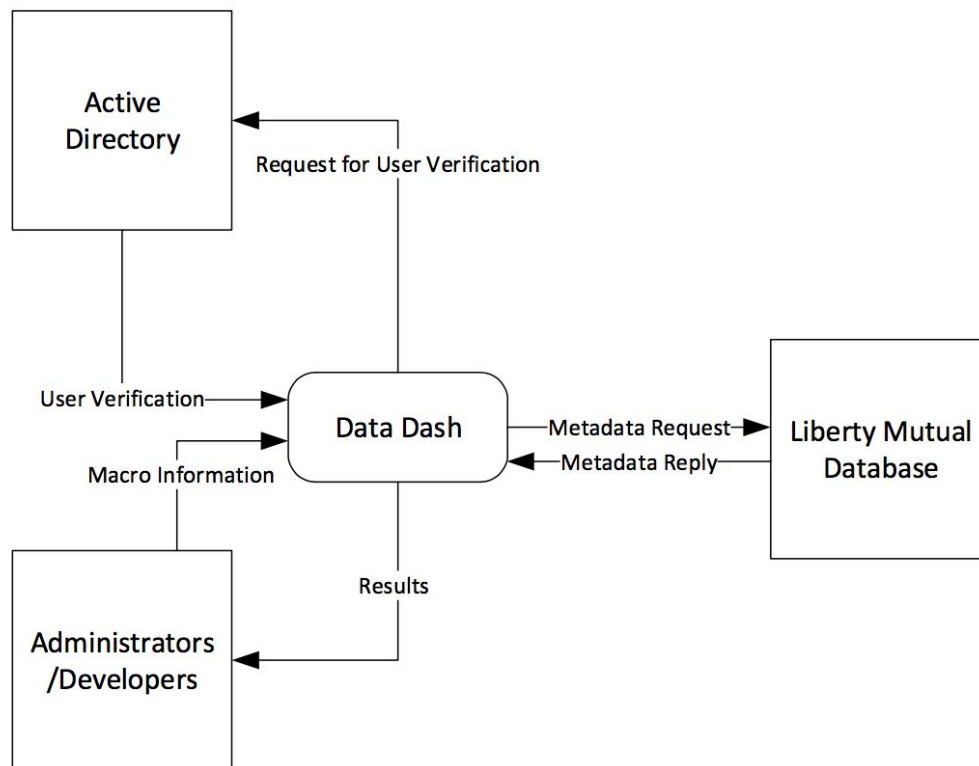 Active
Directory
Request for User Verification
User Verification
Data Dash
Metadata Request
Metadata Reply
Liberty Mutual
Database
Macro Information
Results
Administrators
/Developers